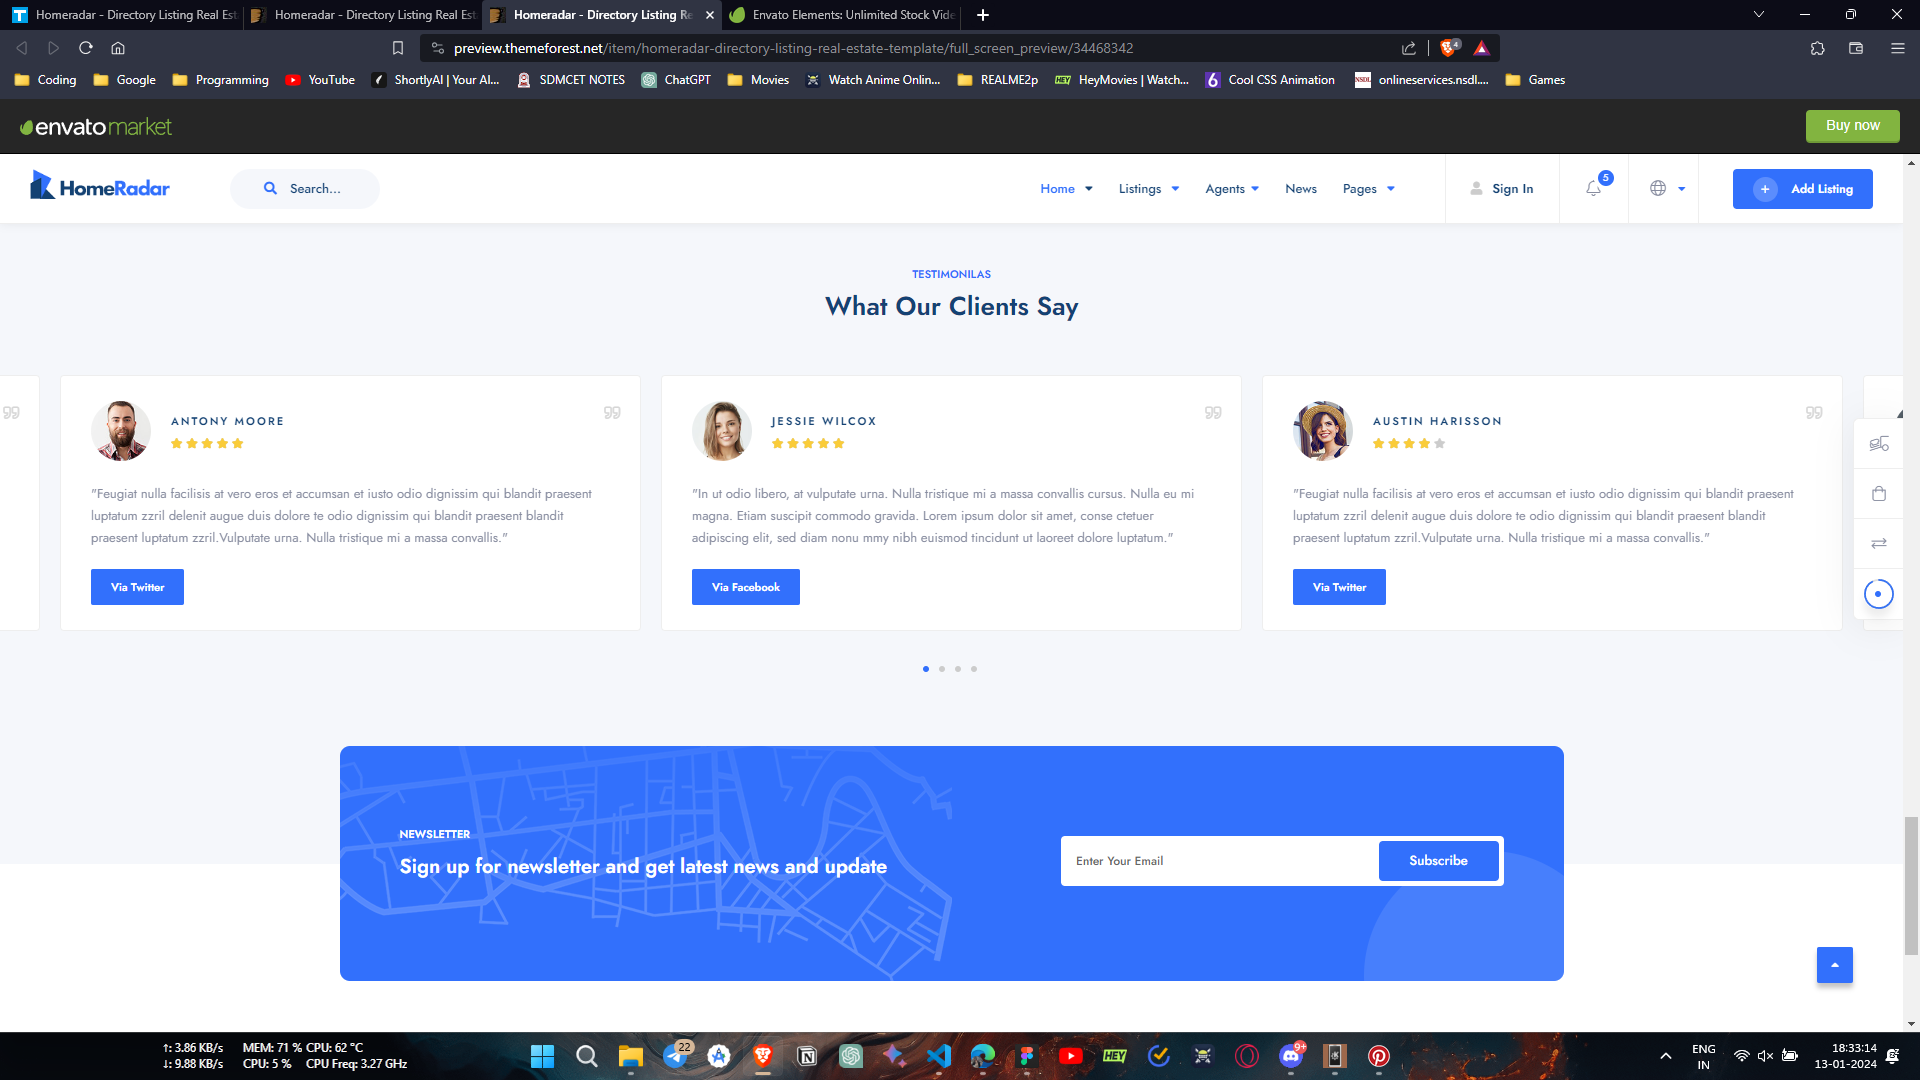 Homeradar - Directory Listing Real Est
Homeradar - Directory Listing Real Est
Homeradar - Directory Listing Re
Envato Elements: Unlimited Stock Vide
preview.themeforest.net/item/homeradar-directory-listing-real-estate-template/full_screen_preview/34468342
4
Coding
Google
Programming
YouTube
ShortlyAI | Your AI...
SDMCET NOTES
ChatGPT
Movies
Watch Anime Onlin...
REALME2p
HEY
HeyMovies | Watch...
Cool CSS Animation
NSDL
onlineservices.nsdl....
Games
envatomarket
Buy now
HomeRadar
Search...
Home
Listings
Agents
News
Pages
Sign In
5
Add Listing
TESTIMONILAS
What Our Clients Say
ANTONY MOORE
"Feugiat nulla facilisis at vero eros et accumsan et iusto odio dignissim qui blandit praesent
luptatum zzril delenit augue duis dolore te odio dignissim qui blandit praesent blandit
praesent luptatum zzril.Vulputate urna. Nulla tristique mi a massa convallis."
Via Twitter
JESSIE WILCOX
"In ut odio libero, at vulputate urna. Nulla tristique mi a massa convallis cursus. Nulla eu mi
magna. Etiam suscipit commodo gravida. Lorem ipsum dolor sit amet, conse ctetuer
adipiscing elit, sed diam nonu mmy nibh euismod tincidunt ut laoreet dolore luptatum."
Via Facebook
AUSTIN HARISSON
"Feugiat nulla facilisis at vero eros et accumsan et iusto odio dignissim qui blandit praesent
luptatum zzril delenit augue duis dolore te odio dignissim qui blandit praesent blandit
praesent luptatum zzril.Vulputate urna. Nulla tristique mi a massa convallis."
Via Twitter
NEWSLETTER
Sign up for newsletter and get latest news and update
Enter Your Email
Subscribe
↑: 3.86 KB/s
↓: 9.88 KB/s
MEM: 71 % CPU: 62 °C
CPU: 5 % CPU Freq: 3.27 GHz
22
HEY
9+
ENG
IN
18:33:14
13-01-2024